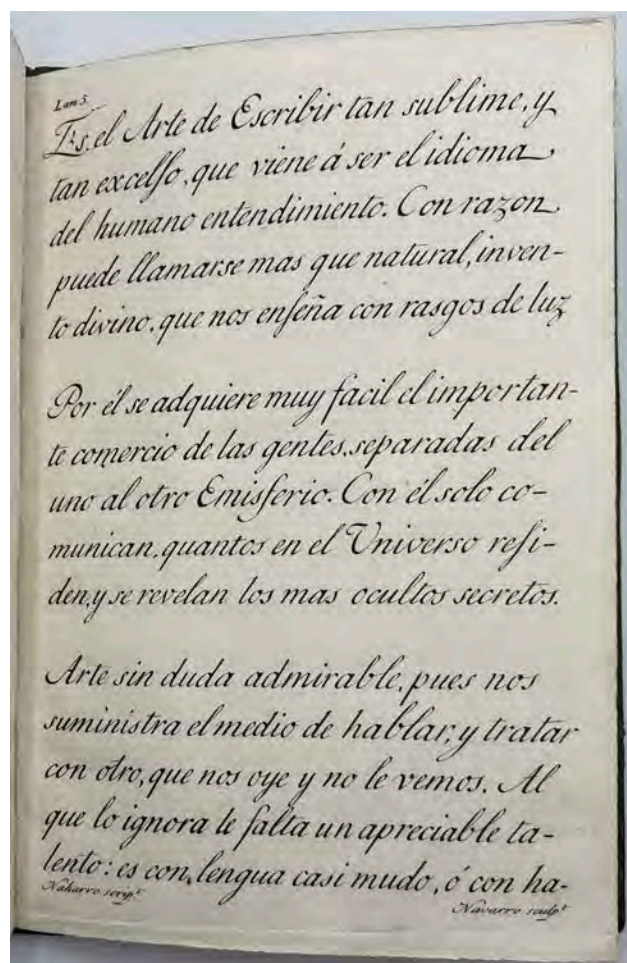 Lam 5.
Es, el Arte de Escribir tan sublime, y
tan excelſo, que viene á ser el idioma
del humano entendimiento. Con razon
puede llamarse mas que natural, inven-
to divino, que nos enſeña con rasgos de luz
Por él se adquiere muy facil el importan-
te comercio de las gentes, separadas del
uno al otro Emisferio. Con él solo co-
munican, quantos en el Universo reſi-
den, y se revelan los mas ocultos secretos.
Arte sin duda admirable, pues nos
suministra el medio de hablar, y tratar
con otro, que nos oye y no le vemos. Al
que lo ignora le falta un apreciable ta-
lento: es con lengua casi mudo, ó con ha-
Naharro scrip.t
Navarro sculp.t